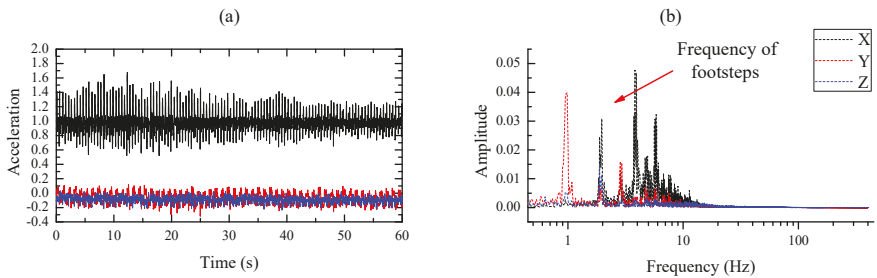 (a)
2.0
1.8
1.6
1.4
1.2
1.0
0.8
0.6
0.4
0.2
0.0
-0.2
-0.4
Acceleration
0 10 20 30 40 50 60
Time (s)
(b)
0.05
0.04
0.03
0.02
0.01
0.00
Amplitude
Frequency of
footsteps
X
Y
Z
1 10 100
Frequency (Hz)